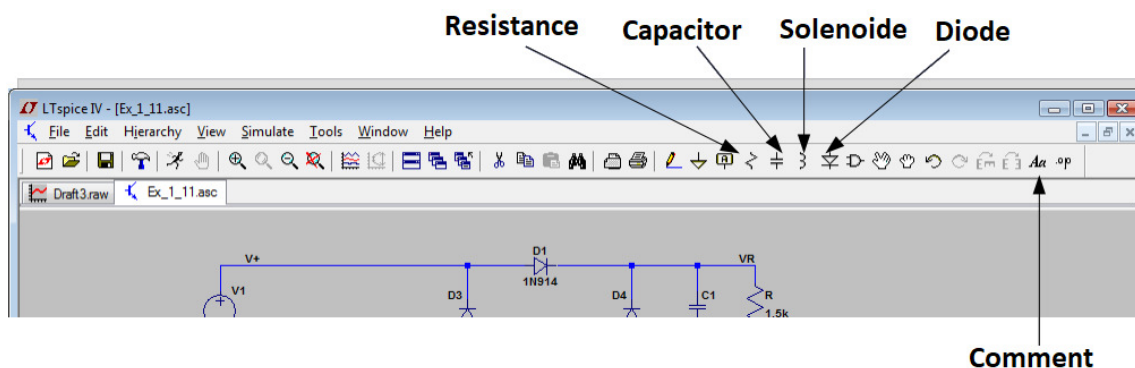 Resistance Capacitor Solenoide Diode
LTspice IV - [Ex_1_11.asc]
File Edit Hierarchy View Simulate Tools Window Help
Aa .op
Draft3.raw Ex_1_11.asc
V+ D1 VR
1N914
V1 D3 D4 C1 R
1.5k
Comment